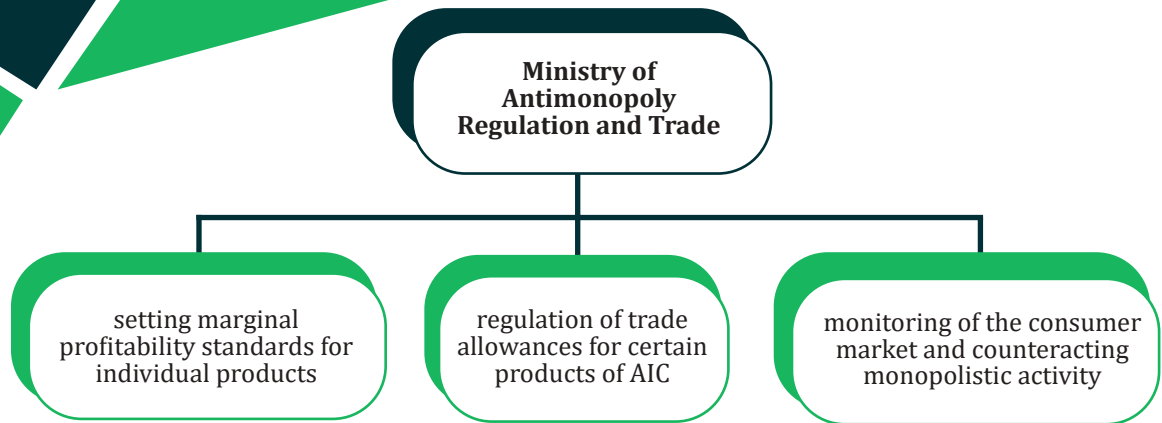 Ministry of
Antimonopoly
Regulation and Trade
setting marginal
profitability standards for
individual products
regulation of trade
allowances for certain
products of AIC
monitoring of the consumer
market and counteracting
monopolistic activity